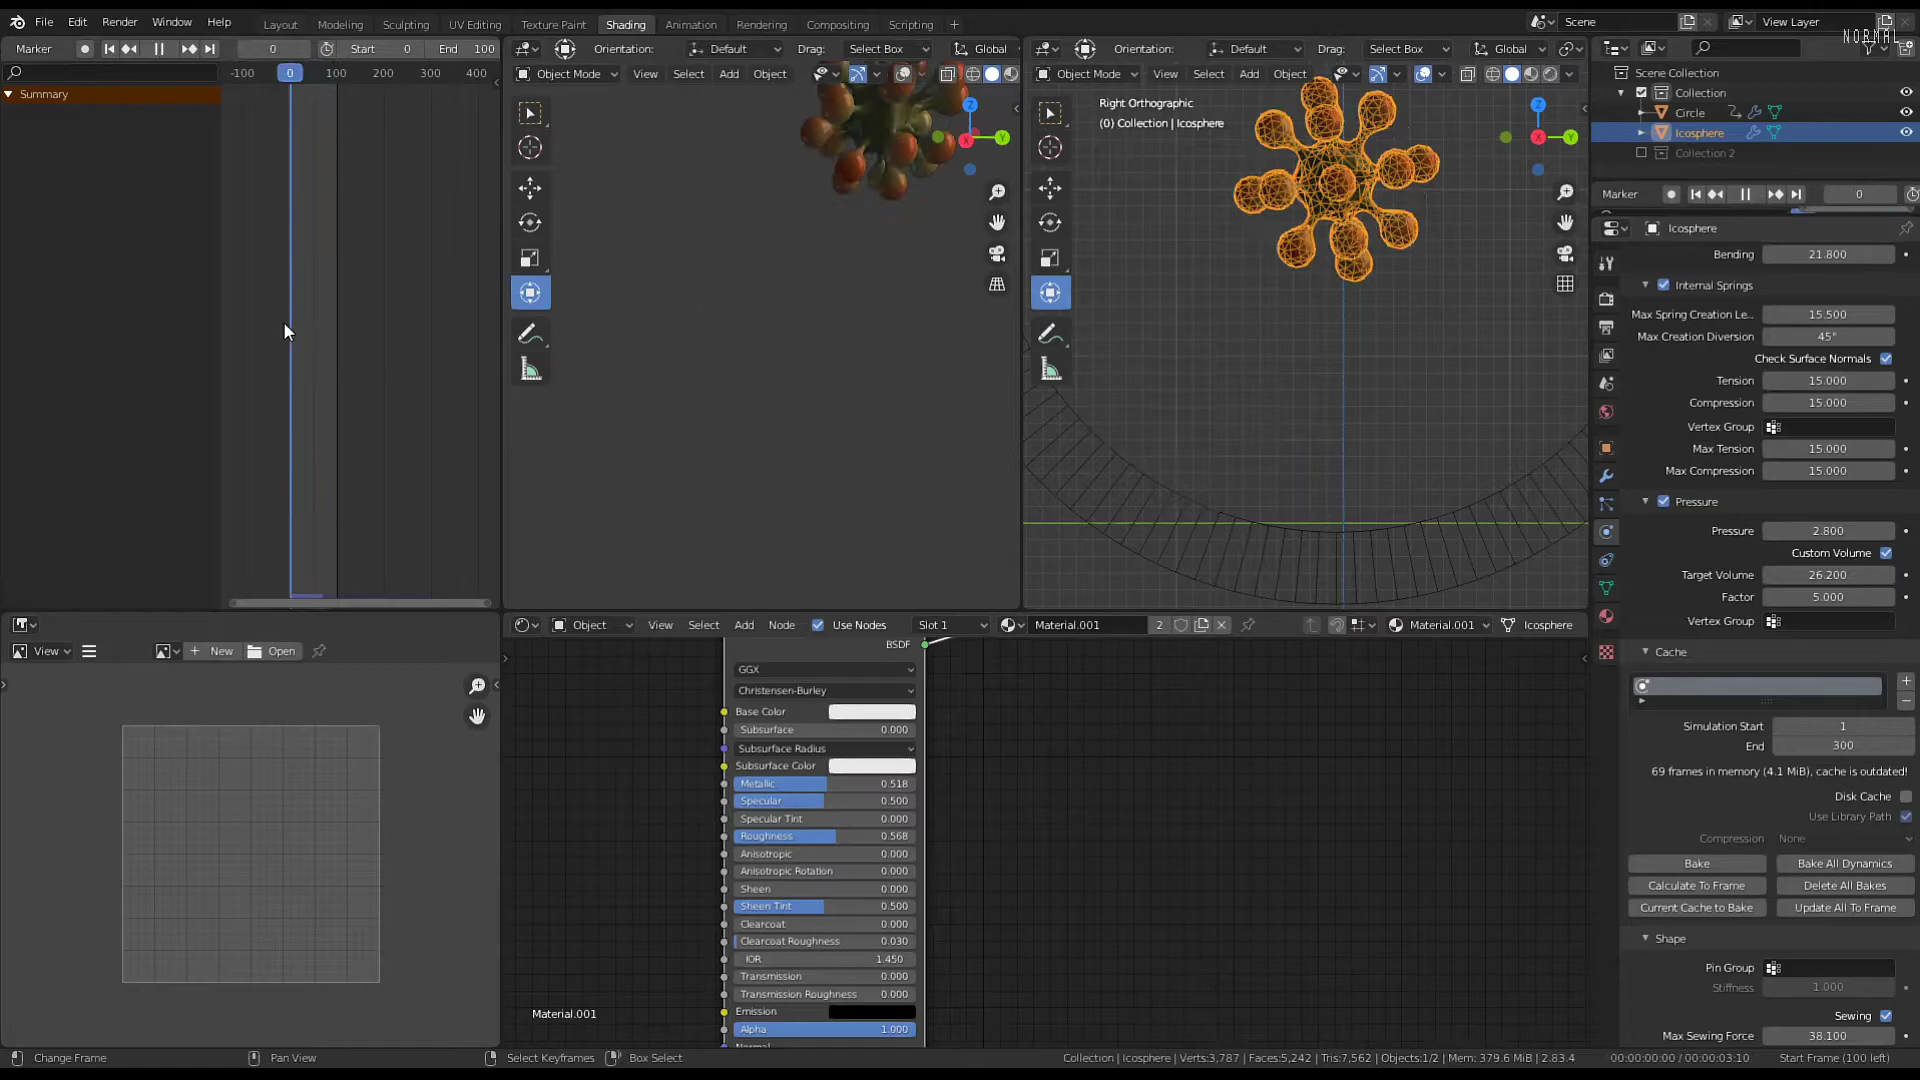 File Edit Render Window Help Layout Modeling Sculpting UV Editing Texture Paint Shading Animation Rendering Compositing Scripting + Scene View Layer
NORMAL
Marker 0 Start 0 End 100
Orientation: Default Drag: Select Box Global
Orientation: Default Drag: Select Box Global
-100 0 100 200 300 400
Summary
Object Mode View Select Add Object
Object Mode View Select Add Object
Right Orthographic
(0) Collection | Icosphere
Scene Collection
Collection
Circle
Icosphere
Collection 2
Marker 0
Icosphere
Bending 21.800
Internal Springs
Max Spring Creation Le.. 15.500
Max Creation Diversion 45°
Check Surface Normals
Tension 15.000
Compression 15.000
Vertex Group
Max Tension 15.000
Max Compression 15.000
Pressure
Pressure 2.800
Custom Volume
Target Volume 26.200
Factor 5.000
Vertex Group
Cache
Simulation Start 1
End 300
69 frames in memory (4.1 MiB), cache is outdated!
Disk Cache
Use Library Path
Compression None
Bake Bake All Dynamics
Calculate To Frame Delete All Bakes
Current Cache to Bake Update All To Frame
Shape
Pin Group
Stiffness 1.000
Sewing
Max Sewing Force 38.100
View + New Open
Object View Select Add Node Use Nodes Slot 1 Material.001 2 Material.001 Icosphere
BSDF
GGX
Christensen-Burley
Base Color
Subsurface 0.000
Subsurface Radius
Subsurface Color
Metallic 0.518
Specular 0.500
Specular Tint 0.000
Roughness 0.568
Anisotropic 0.000
Anisotropic Rotation 0.000
Sheen 0.000
Sheen Tint 0.500
Clearcoat 0.000
Clearcoat Roughness 0.030
IOR 1.450
Transmission 0.000
Transmission Roughness 0.000
Emission
Alpha 1.000
Normal
Material.001
Change Frame Pan View Select Keyframes Box Select Collection | Icosphere | Verts:3,787 | Faces:5,242 | Tris:7,562 | Objects:1/2 | Mem: 379.6 MiB | 2.83.4 00:00:00:00 / 00:00:03:10 Start Frame (100 left)